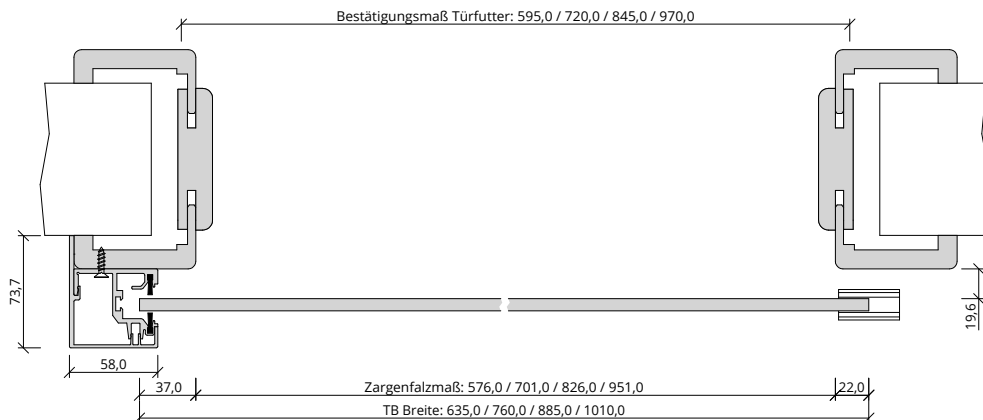 Bestätigungsmaß Türfutter: 595,0 / 720,0 / 845,0 / 970,0
73,7
19,6
58,0
37,0
Zargenfalzmaß: 576,0 / 701,0 / 826,0 / 951,0
22,0
TB Breite: 635,0 / 760,0 / 885,0 / 1010,0